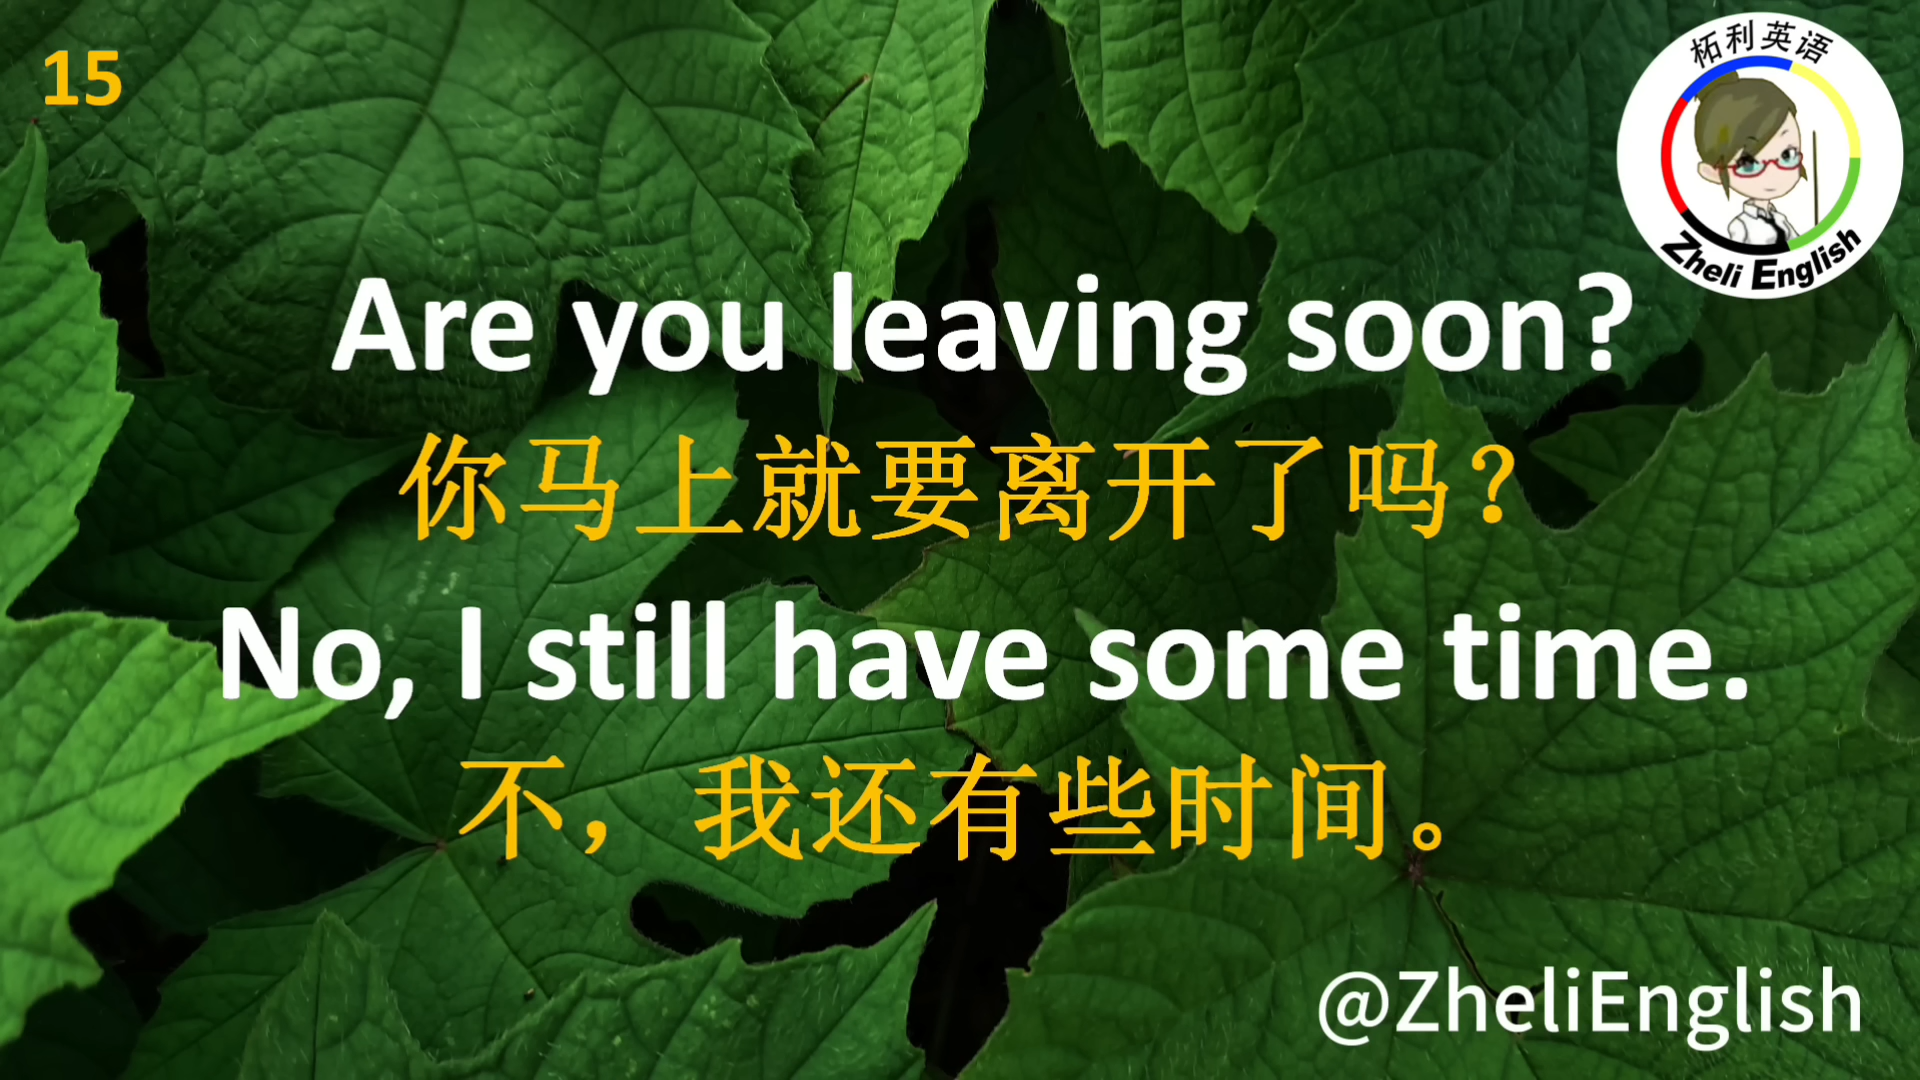 15
柘利英语
Zheli English
Are you leaving soon?
你马上就要离开了吗？
No, I still have some time.
不，我还有些时间。
@ZheliEnglish